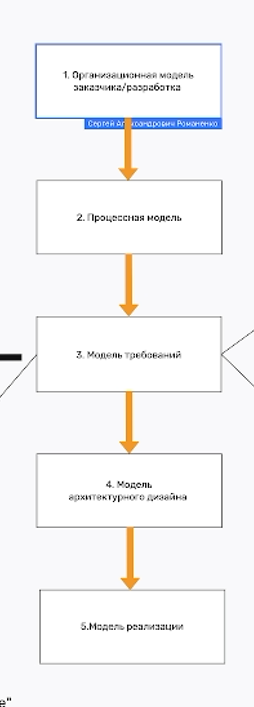 1. Организационная модель
заказчика/разработка
Сергей Александрович Романенко
2. Процессная модель
3. Модель требований
4. Модель
архитектурного дизайна
5.Модель реализации
е"